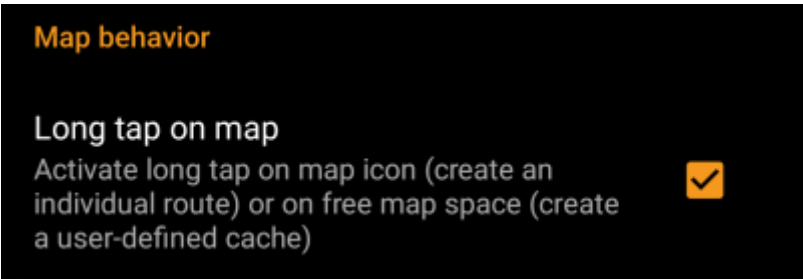 Map behavior
Long tap on map
Activate long tap on map icon (create an
individual route) or on free map space (create
a user-defined cache)